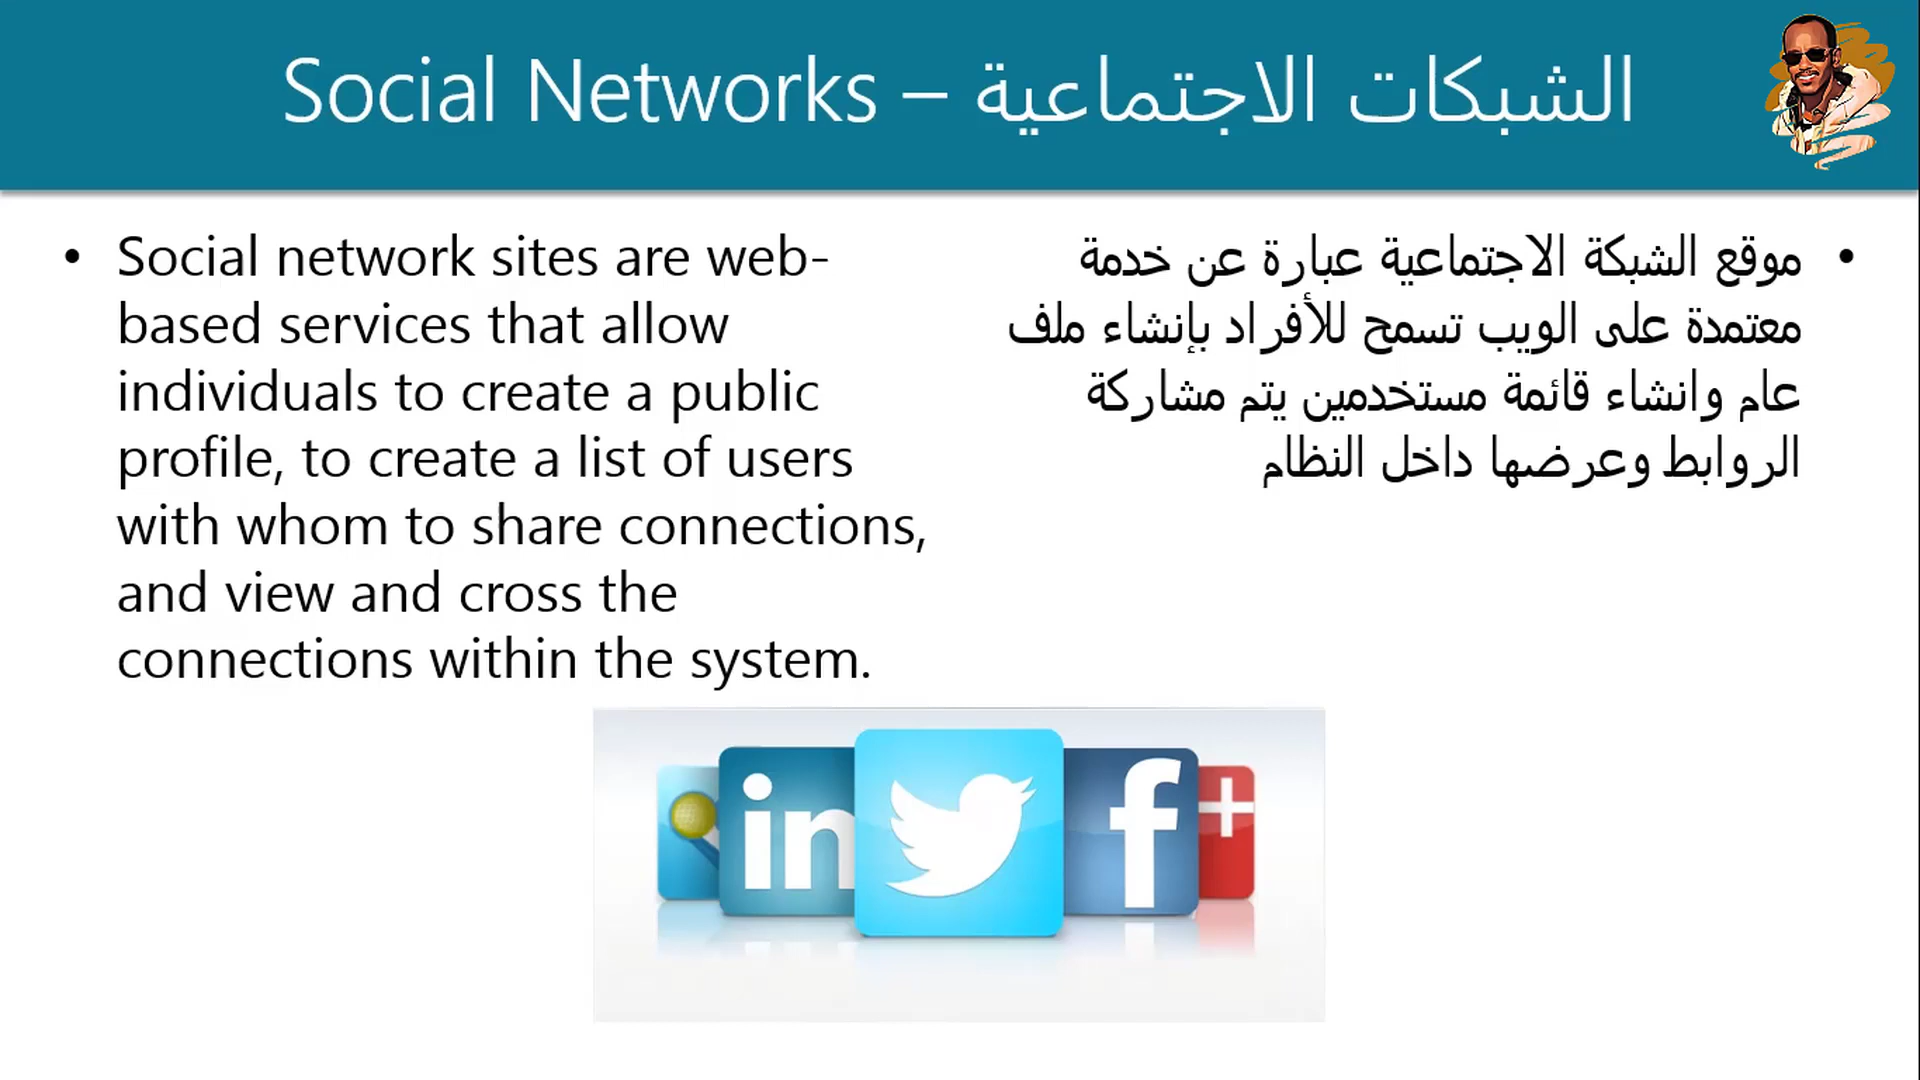 Social Networks – الشبكات الاجتماعية
• Social network sites are web-
based services that allow
individuals to create a public
profile, to create a list of users
with whom to share connections,
and view and cross the
connections within the system.
• موقع الشبكة الاجتماعية عبارة عن خدمة
معتمدة على الويب تسمح للأفراد بإنشاء ملف
عام وانشاء قائمة مستخدمين يتم مشاركة
الروابط وعرضها داخل النظام
in
f
+